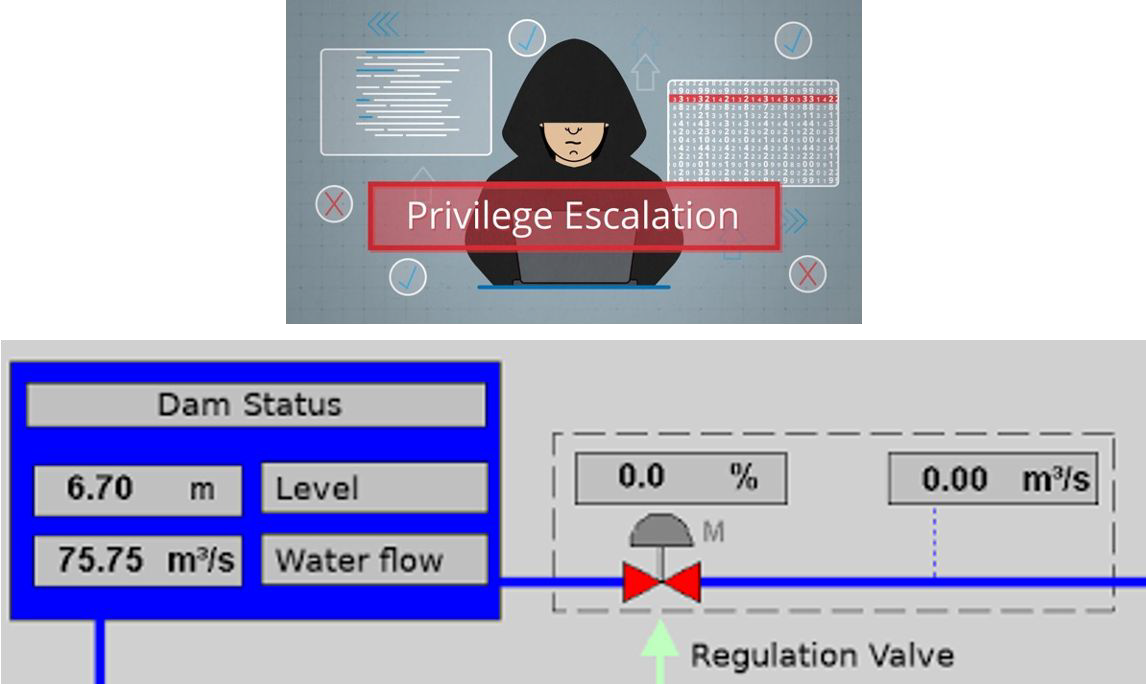 Privilege Escalation
Dam Status
6.70 m Level
75.75 m³/s Water flow
0.0 %
0.00 m³/s
M
Regulation Valve